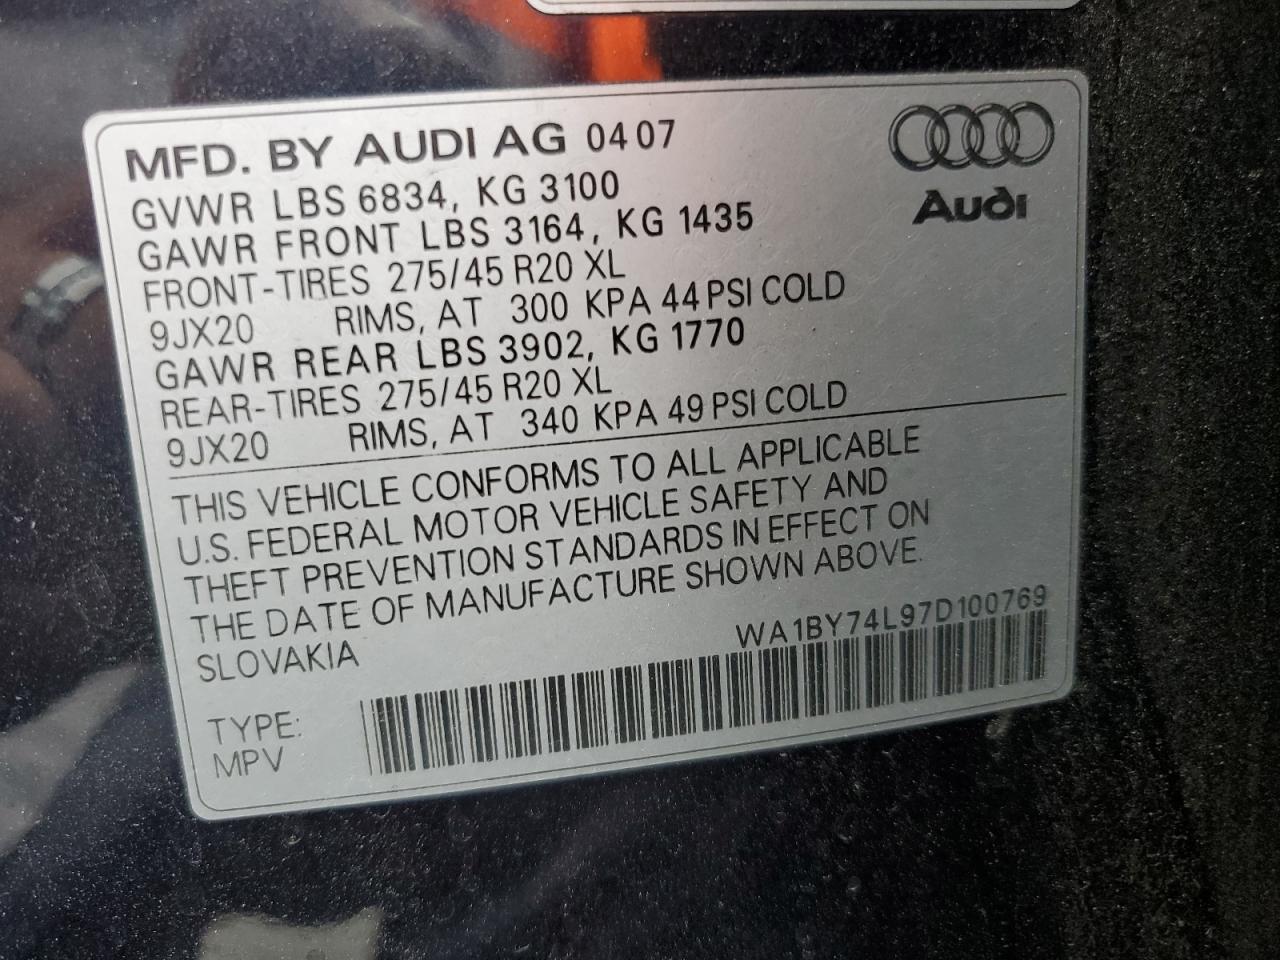 MFD. BY AUDI AG 04 07
GVWR LBS 6834, KG 3100
GAWR FRONT LBS 3164, KG 1435
FRONT-TIRES 275/45 R20 XL
9JX20 RIMS, AT 300 KPA 44 PSI COLD
GAWR REAR LBS 3902, KG 1770
REAR-TIRES 275/45 R20 XL
9JX20 RIMS, AT 340 KPA 49 PSI COLD
Audi
THIS VEHICLE CONFORMS TO ALL APPLICABLE
U.S. FEDERAL MOTOR VEHICLE SAFETY AND
THEFT PREVENTION STANDARDS IN EFFECT ON
THE DATE OF MANUFACTURE SHOWN ABOVE.
SLOVAKIA
WA1BY74L97D100769
TYPE:
MPV